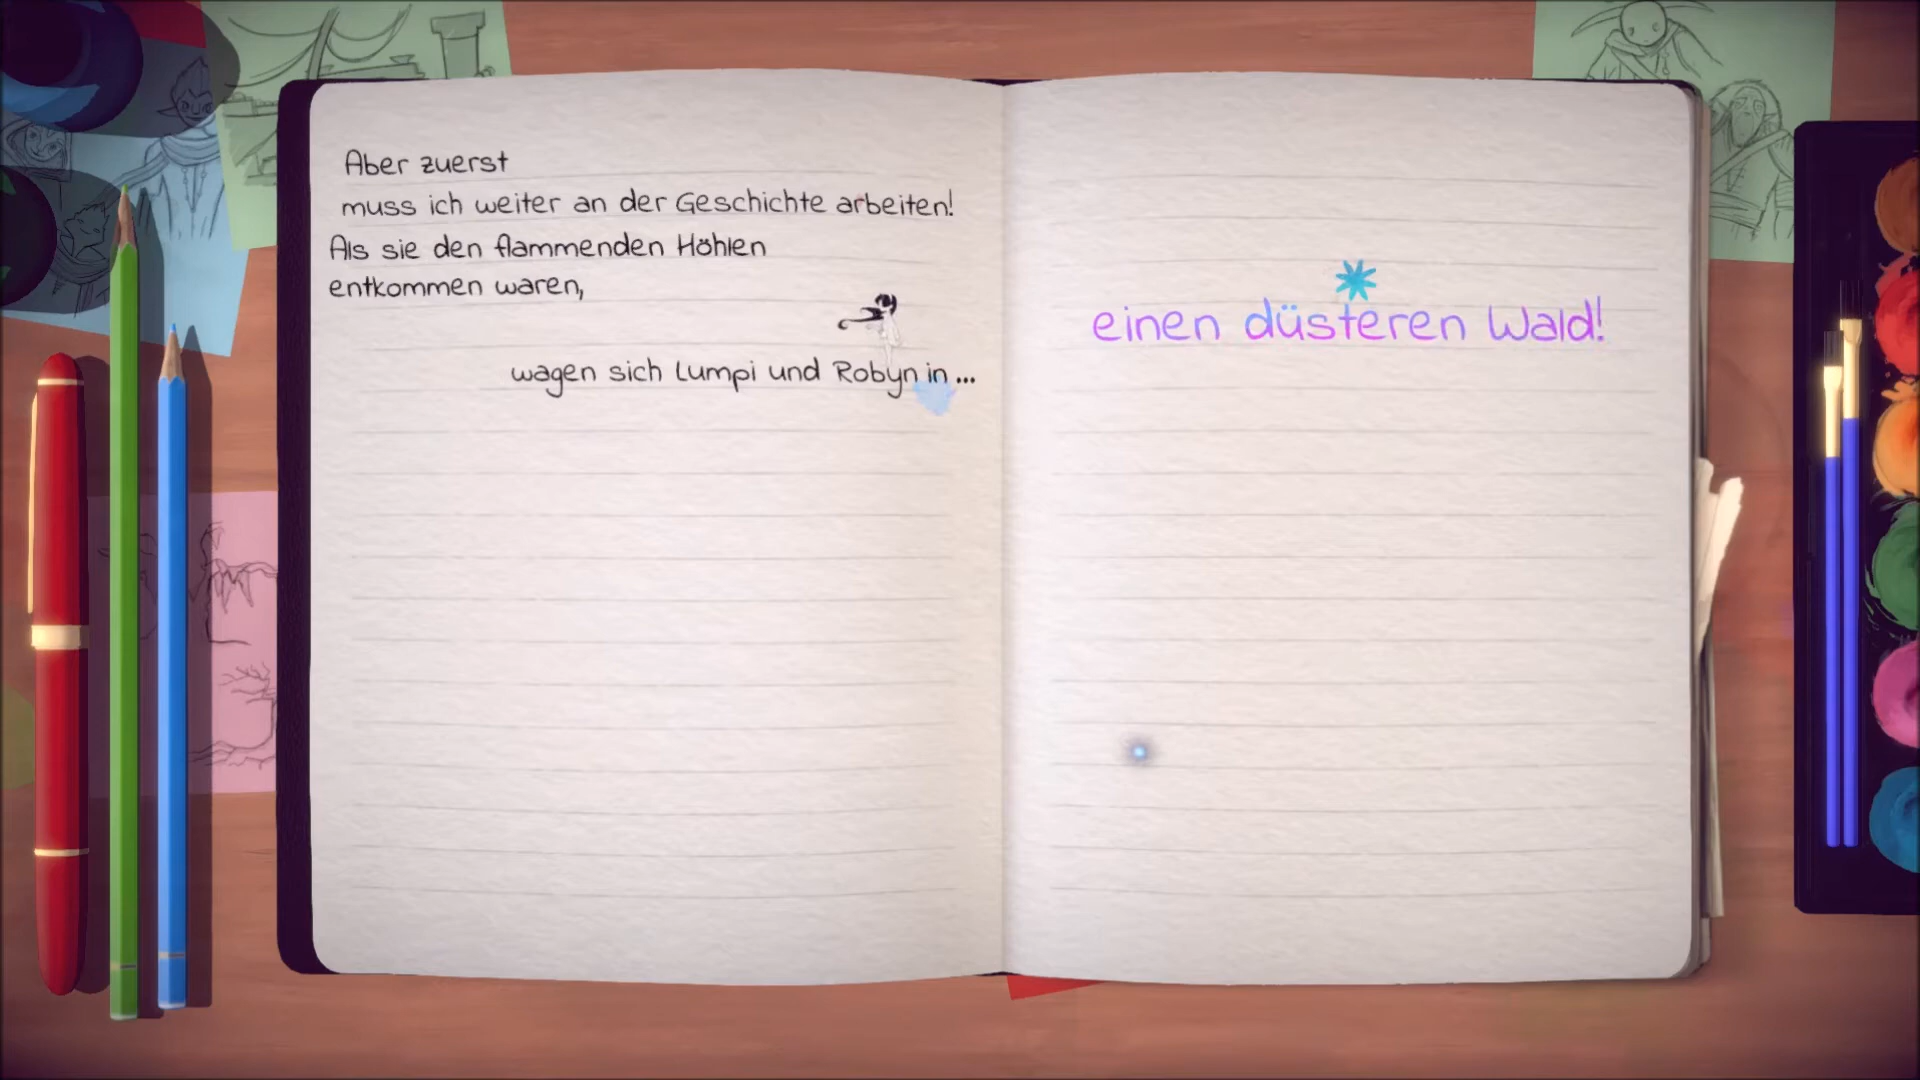 Aber zuerst
muss ich weiter an der Geschichte arbeiten!
Als sie den flammenden Höhlen
entkommen waren,
wagen sich Lumpi und Robyn in ...
einen düsteren Wald!